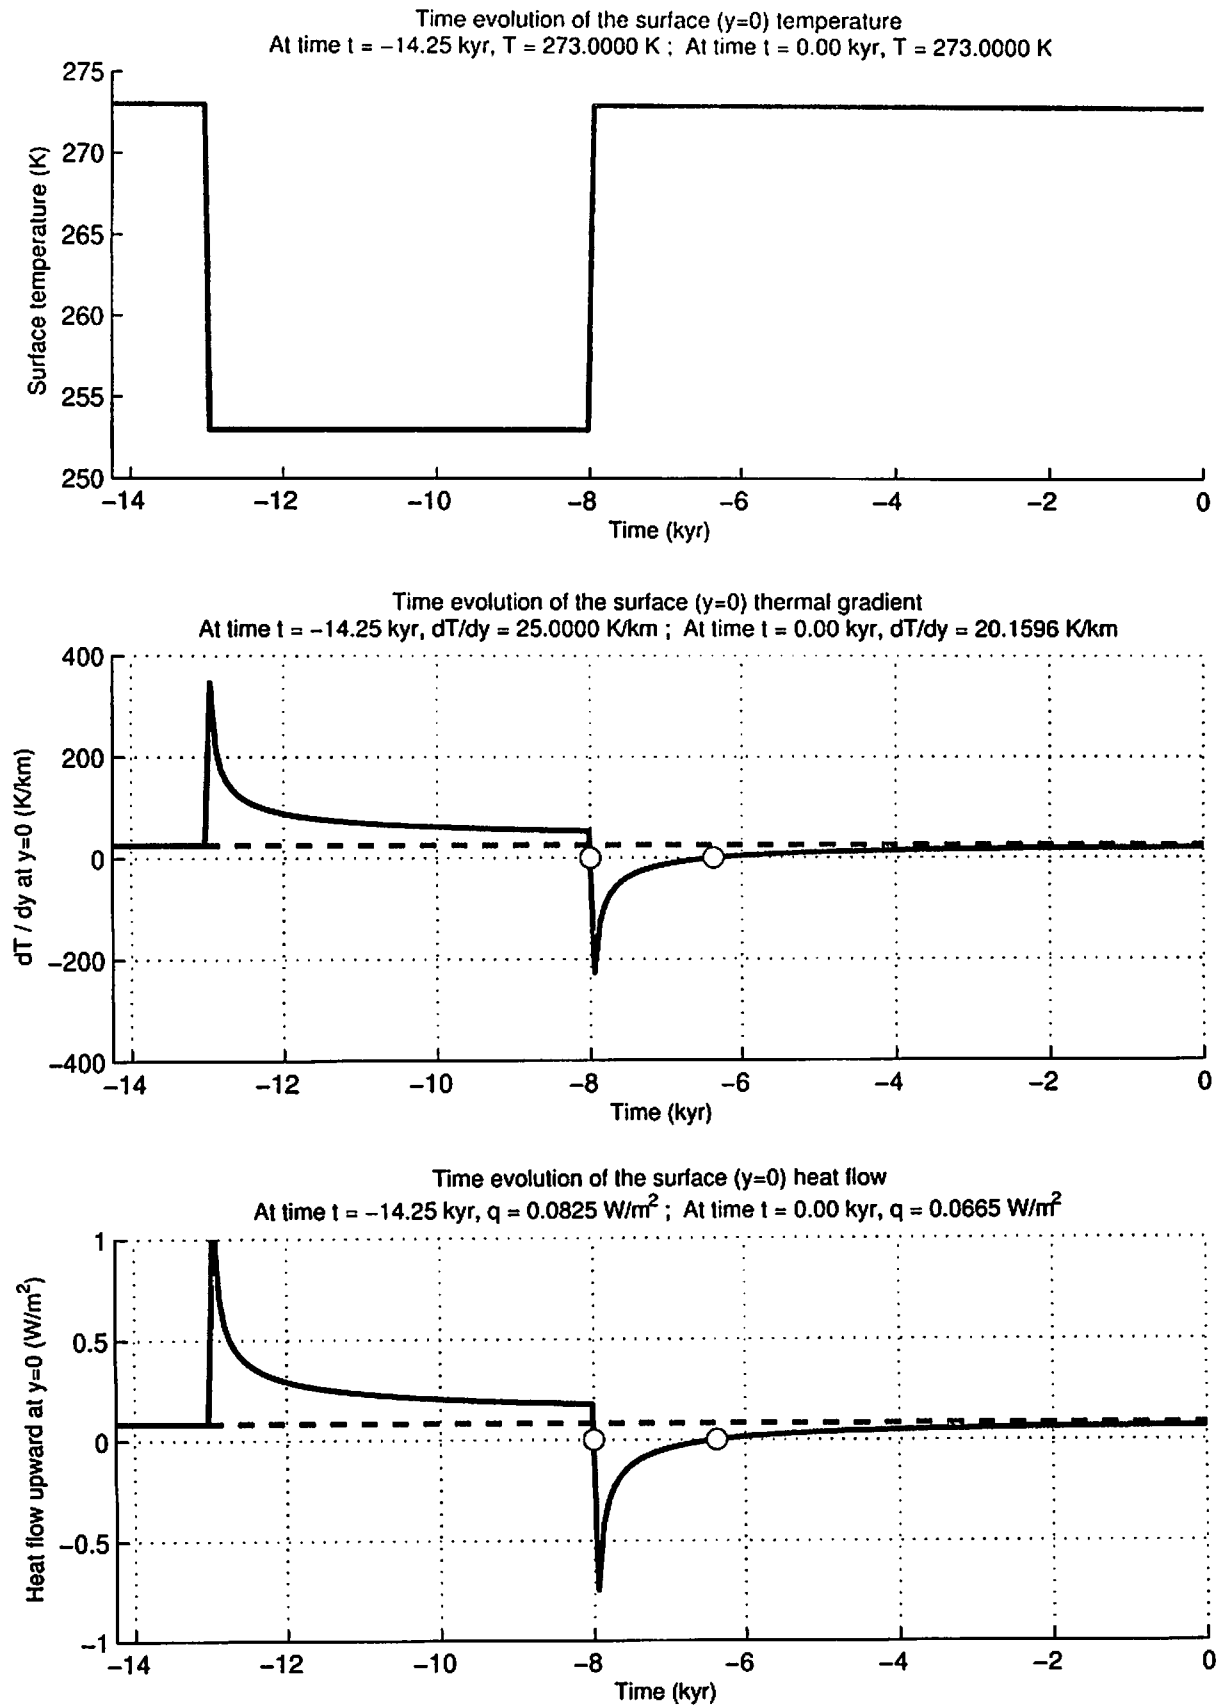 Time evolution of the surface (y=0) temperature
At time t = −14.25 kyr, T = 273.0000 K ; At time t = 0.00 kyr, T = 273.0000 K
275
270
265
260
255
250
Surface temperature (K)
−14 −12 −10 −8 −6 −4 −2 0
Time (kyr)
Time evolution of the surface (y=0) thermal gradient
At time t = −14.25 kyr, dT/dy = 25.0000 K/km ; At time t = 0.00 kyr, dT/dy = 20.1596 K/km
400
200
0
−200
−400
dT / dy at y=0 (K/km)
−14 −12 −10 −8 −6 −4 −2 0
Time (kyr)
Time evolution of the surface (y=0) heat flow
At time t = −14.25 kyr, q = 0.0825 W/m² ; At time t = 0.00 kyr, q = 0.0665 W/m²
1
0.5
0
−0.5
−1
Heat flow upward at y=0 (W/m²)
−14 −12 −10 −8 −6 −4 −2 0
Time (kyr)